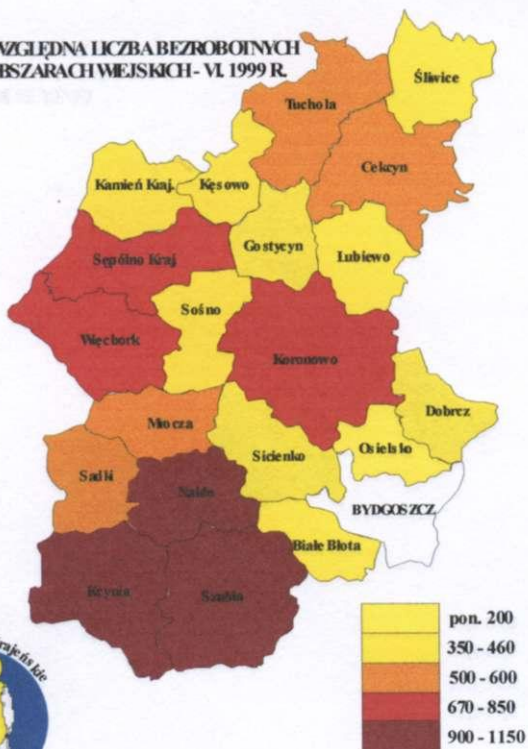 WZGLĘDNA LICZBA BEZROBOTNYCH
BSZARACH WIEJSKICH - VI. 1999 R.
Śliwice
Tuchola
Cekcyn
Kamień Kraj.
Kęsowo
Gostycyn
Lubiewo
Sępólno Kraj.
Sośno
Więcbork
Koronowo
Dobrcz
Mrocza
Sicienko
Osielsko
Sadki
Nakło
BYDGOSZCZ
Białe Błota
Kcynia
Szubin
pon. 200
350 - 460
500 - 600
670 - 850
900 - 1150
rajeńskie